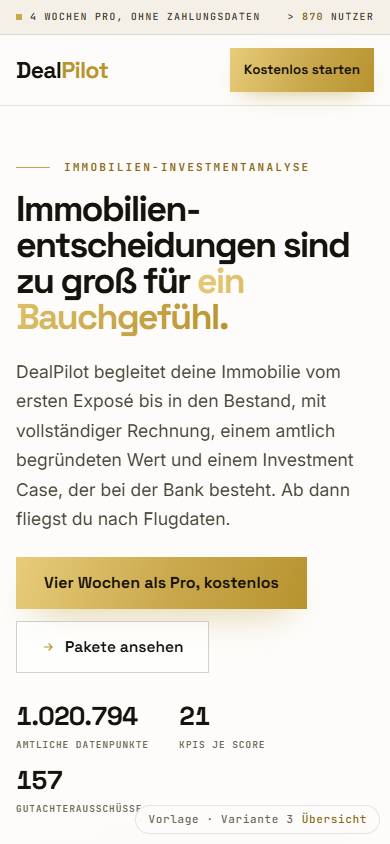 4 WOCHEN PRO, OHNE ZAHLUNGSDATEN > 870 NUTZER
DealPilot Kostenlos starten
IMMOBILIEN-INVESTMENTANALYSE
Immobilien-
entscheidungen sind
zu groß für ein
Bauchgefühl.
DealPilot begleitet deine Immobilie vom
ersten Exposé bis in den Bestand, mit
vollständiger Rechnung, einem amtlich
begründeten Wert und einem Investment
Case, der bei der Bank besteht. Ab dann
fliegst du nach Flugdaten.
Vier Wochen als Pro, kostenlos
→ Pakete ansehen
1.020.794 21
AMTLICHE DATENPUNKTE KPIS JE SCORE
157
GUTACHTERAUSSCHÜSSE
Vorlage · Variante 3 Übersicht